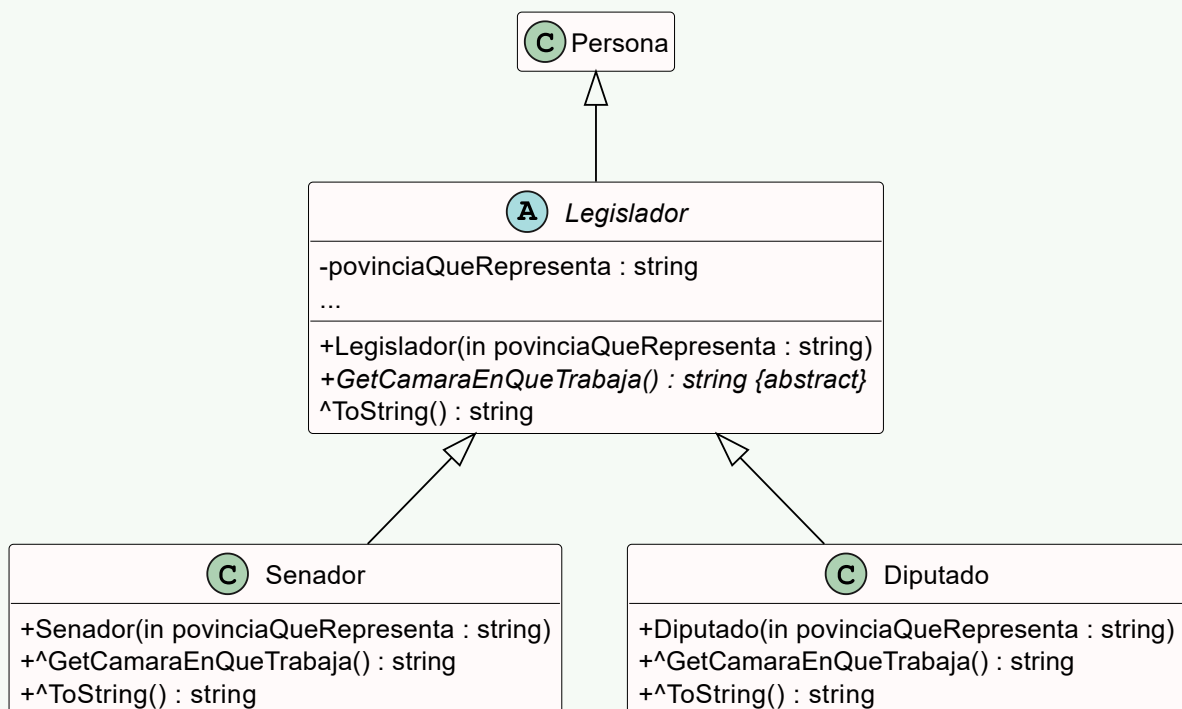 C Persona
A Legislador
-povinciaQueRepresenta : string
...
+Legislador(in povinciaQueRepresenta : string)
+GetCamaraEnQueTrabaja() : string {abstract}
^ToString() : string
C Senador
+Senador(in povinciaQueRepresenta : string)
+^GetCamaraEnQueTrabaja() : string
+^ToString() : string
C Diputado
+Diputado(in povinciaQueRepresenta : string)
+^GetCamaraEnQueTrabaja() : string
+^ToString() : string